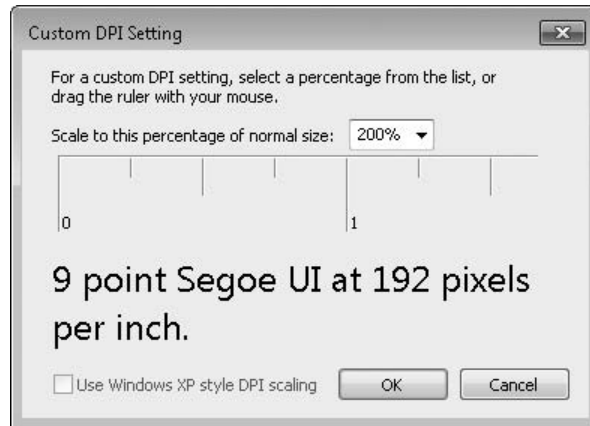 Custom DPI Setting
For a custom DPI setting, select a percentage from the list, or
drag the ruler with your mouse.
Scale to this percentage of normal size: 200%
0 1
9 point Segoe UI at 192 pixels
per inch.
Use Windows XP style DPI scaling OK Cancel